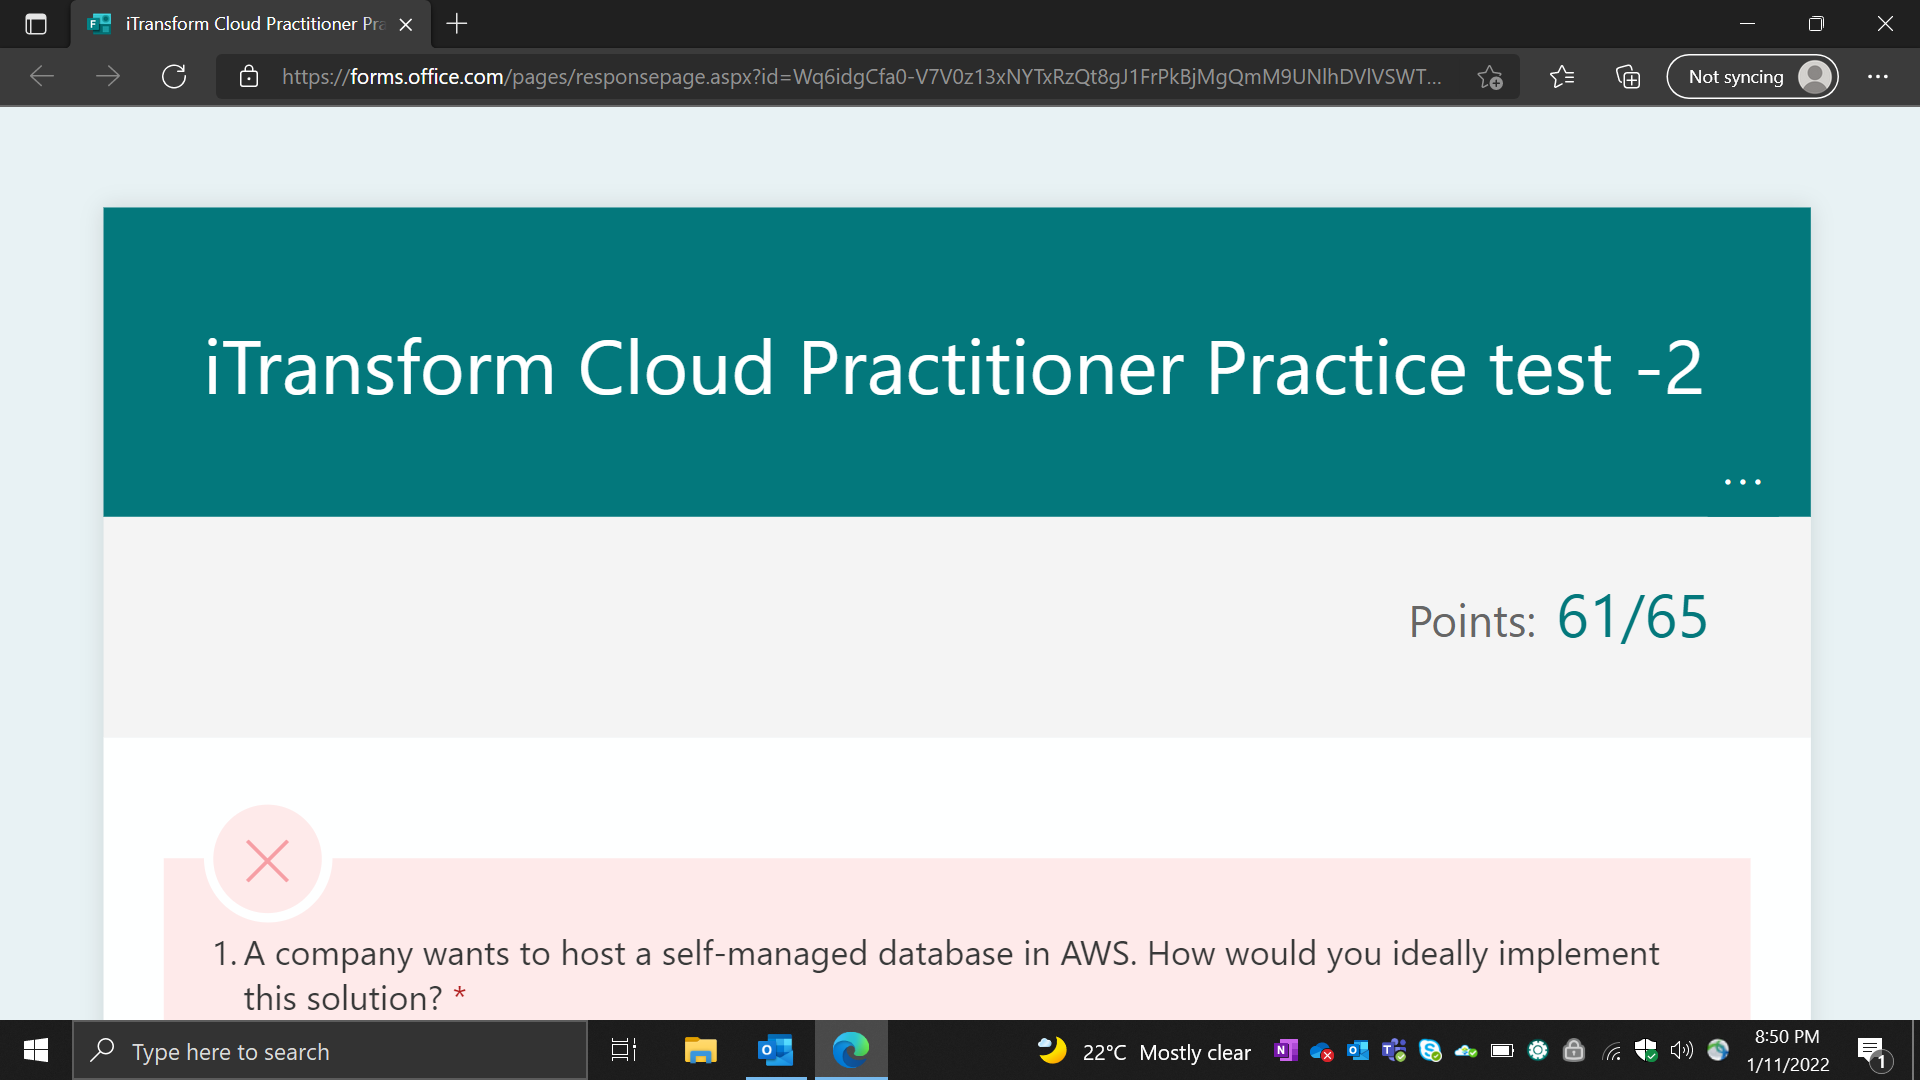 iTransform Cloud Practitioner Pra
https://forms.office.com/pages/responsepage.aspx?id=Wq6idgCfa0-V7V0z13xNYTxRzQt8gJ1FrPkBjMgQmM9UNlhDVlVSWT...
Not syncing
iTransform Cloud Practitioner Practice test -2
Points: 61/65
1. A company wants to host a self-managed database in AWS. How would you ideally implement
this solution? *
Type here to search
22°C Mostly clear
8:50 PM
1/11/2022
1